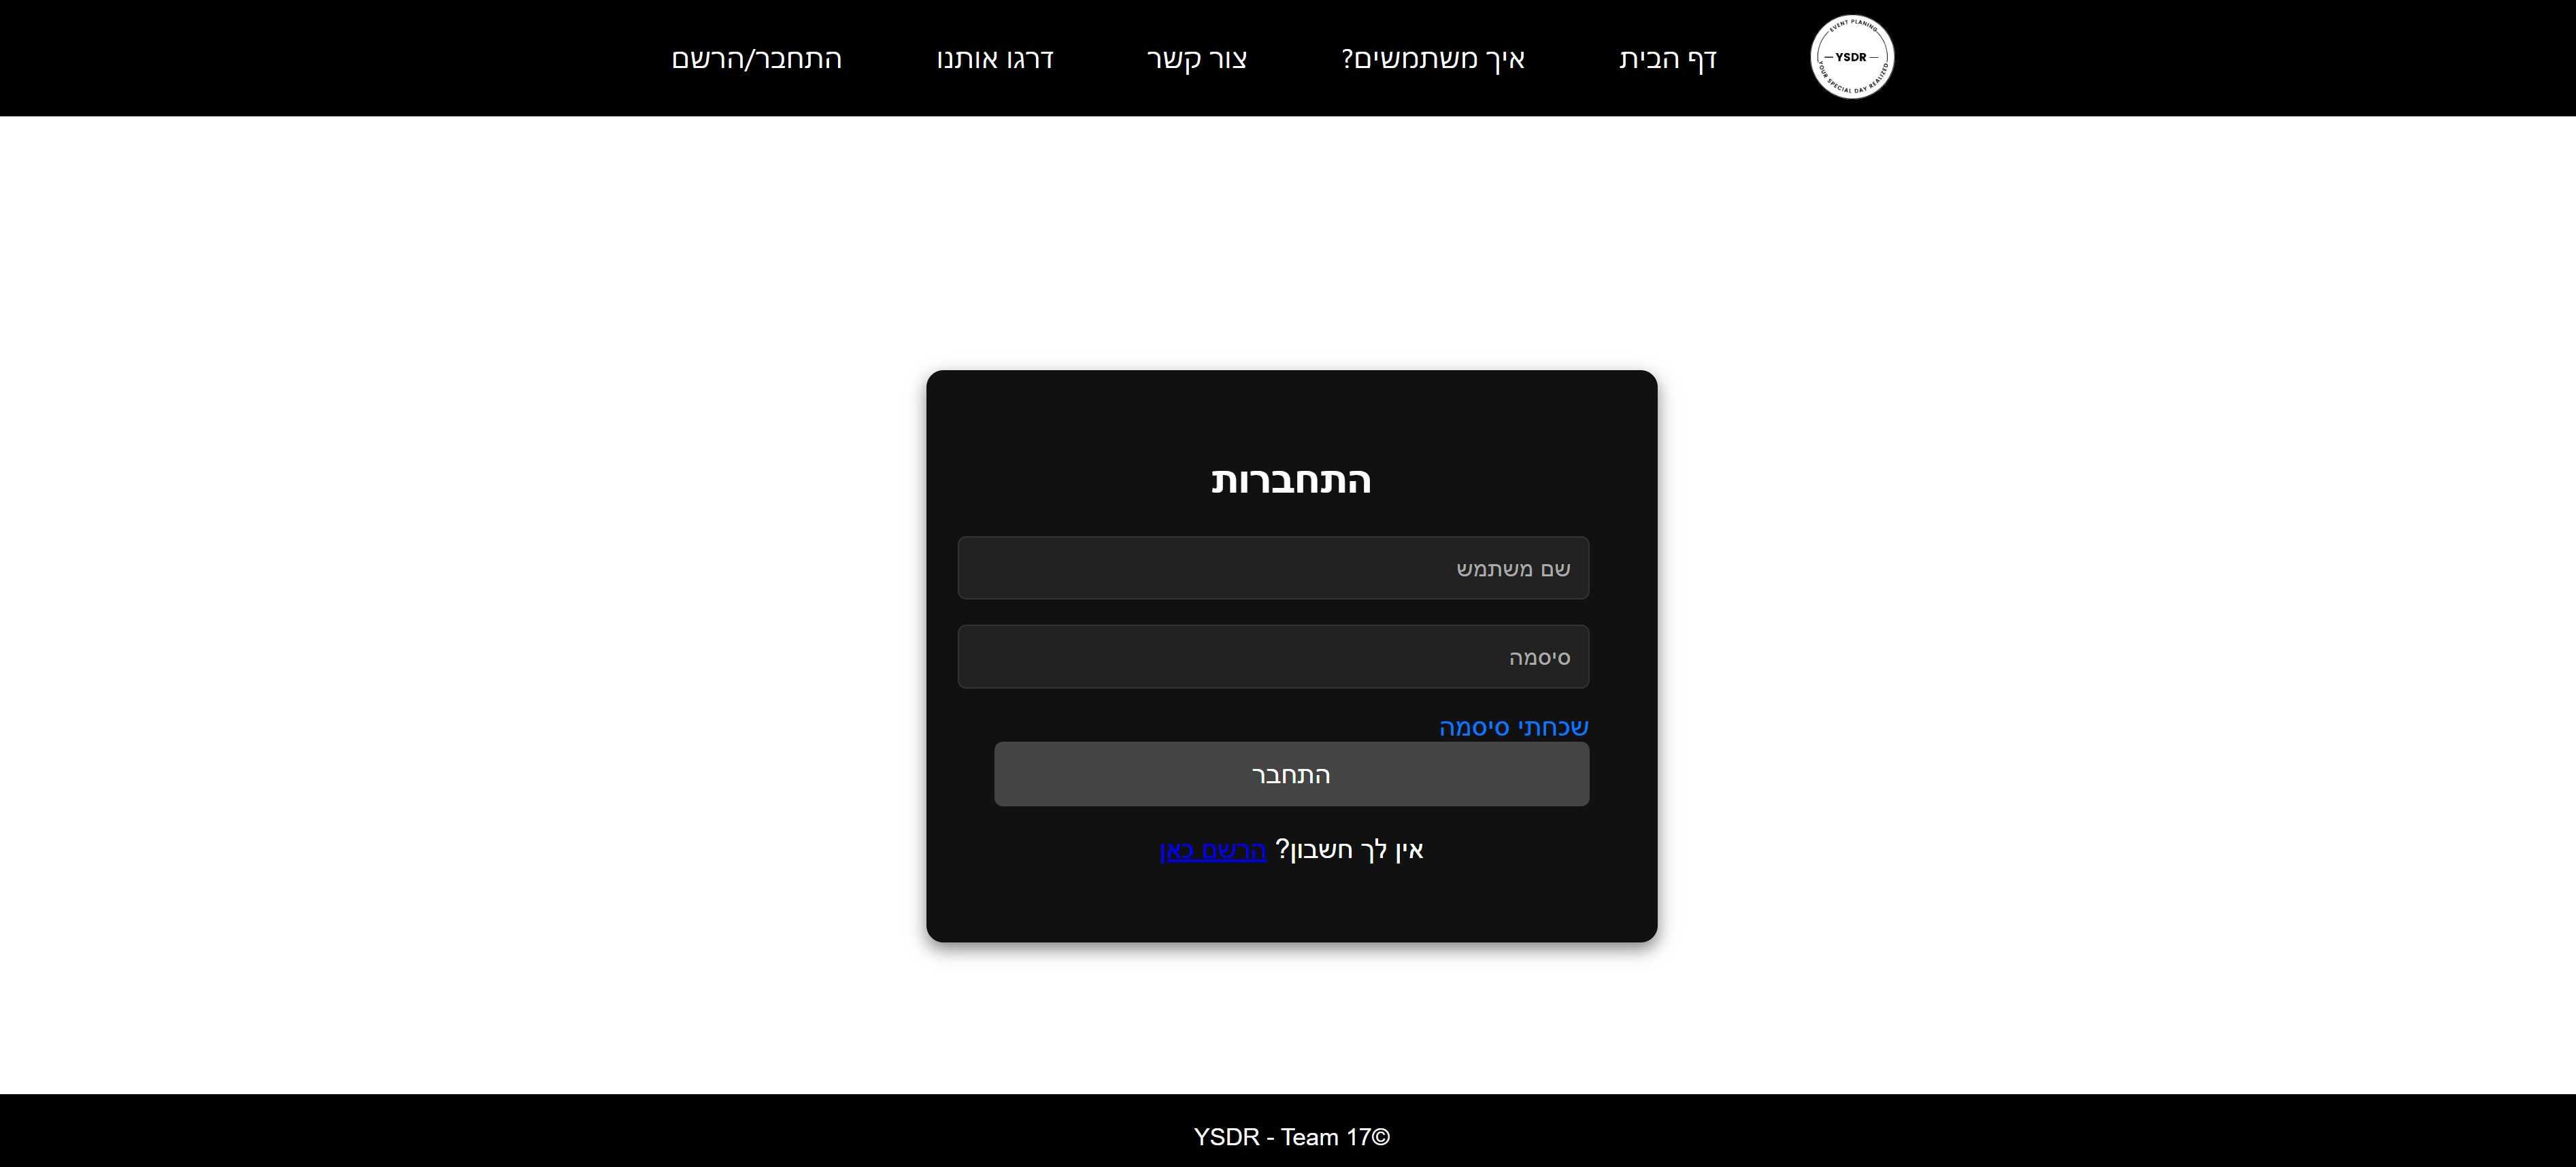 EVENT PLANING
YSDR
YOUR SPECIAL DAY REALIZED
דף הבית
איך משתמשים?
צור קשר
דרגו אותנו
התחבר/הרשם
התחברות
שם משתמש
סיסמה
שכחתי סיסמה
התחבר
אין לך חשבון? הרשם כאן
YSDR - Team 17©